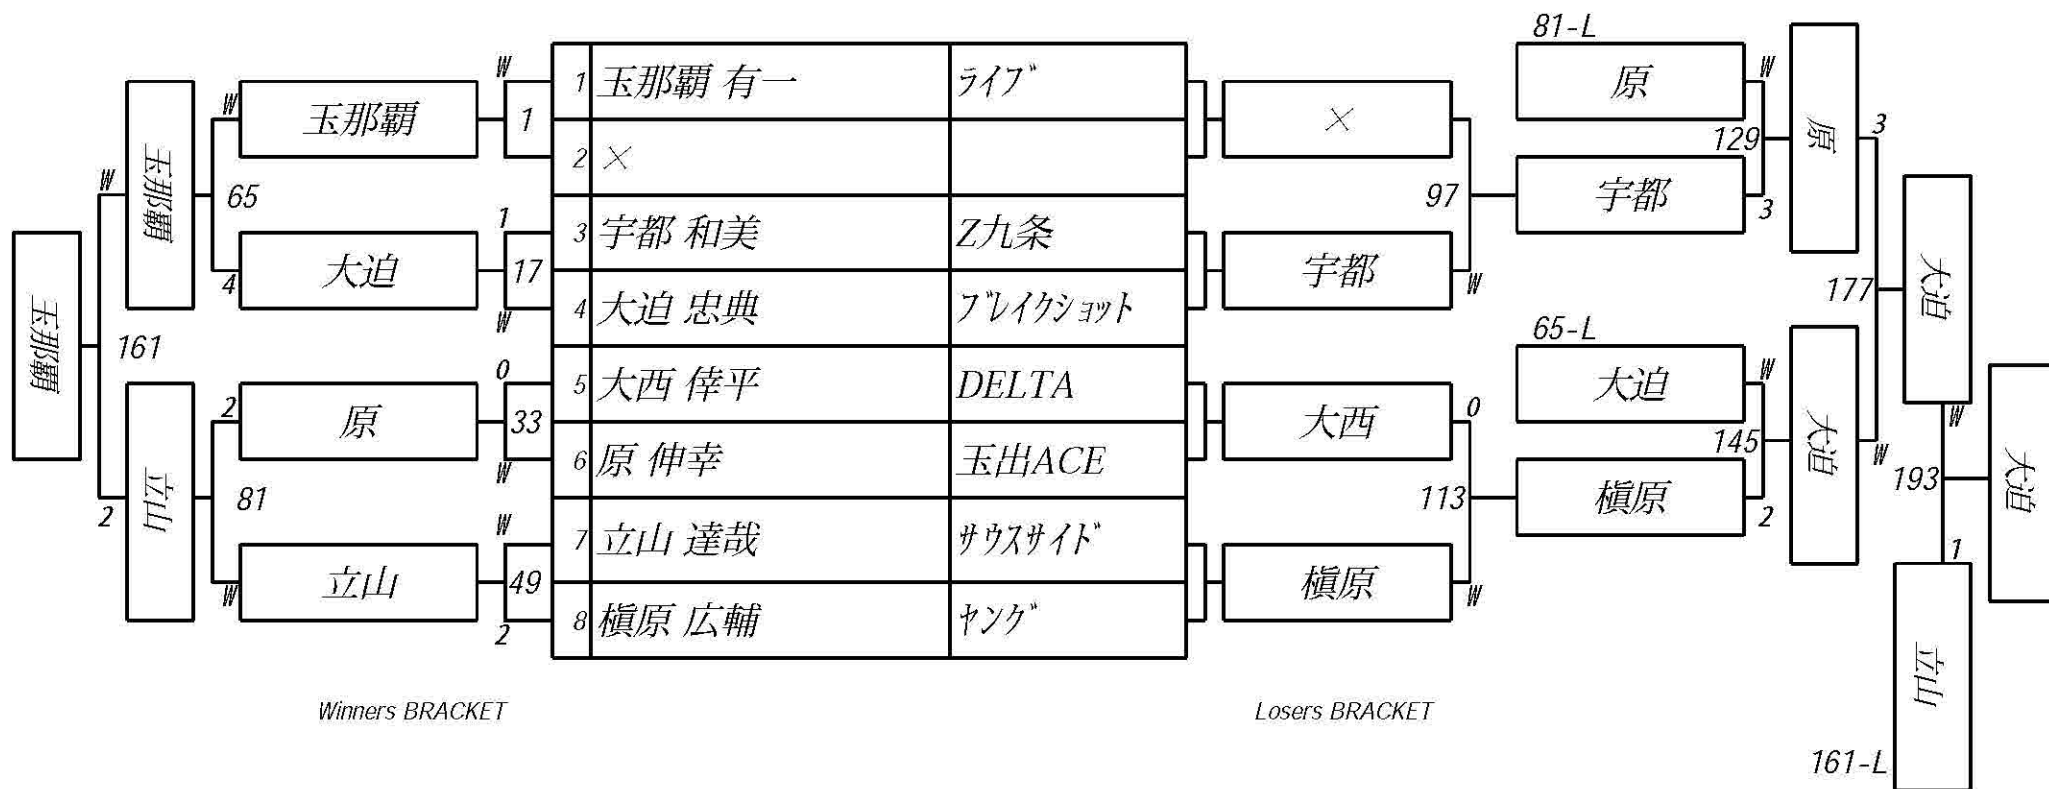 81-L
W
玉那覇
W
玉那覇
W
4
65
大迫
玉那覇
161
2
立山
2
原
81
W
立山
W
1
1
17
W
0
33
W
W
49
2
1 玉那覇 有一 ライブ
2 ×
3 宇都 和美 Z九条
4 大迫 忠典 ブレイクショット
5 大西 倖平 DELTA
6 原 伸幸 玉出ACE
7 立山 達哉 サウスサイド
8 槇原 広輔 ヤング
×
97
宇都
W
大西
0
113
槇原
W
原
W
129
宇都
3
原
3
177
65-L
大迫
W
145
槇原
2
大迫
W
大迫
W
193
大迫
1
立山
161-L
Winners BRACKET
Losers BRACKET